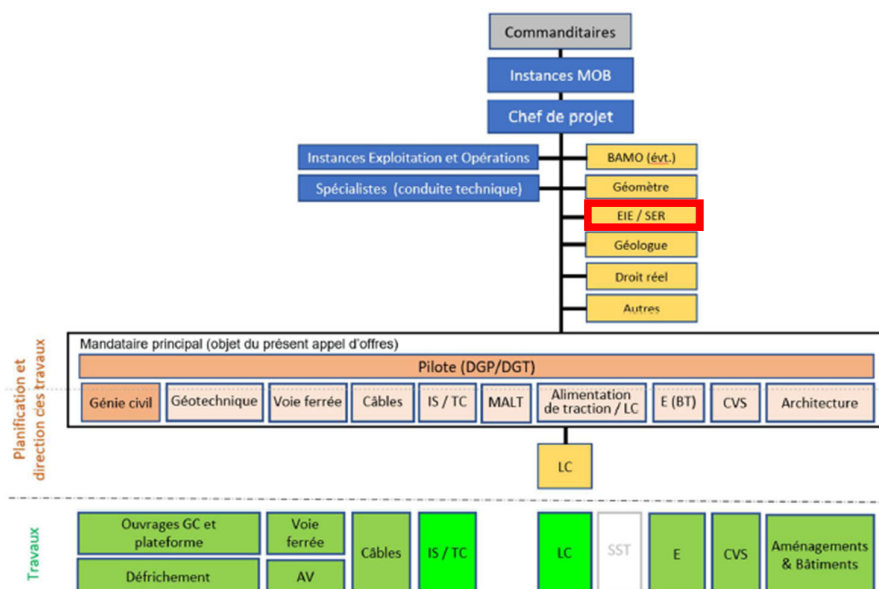 Commanditaires
Instances MOB
Chef de projet
Instances Exploitation et Opérations
BAMO (évt.)
Spécialistes (conduite technique)
Géomètre
EIE / SER
Géologue
Droit réel
Autres
Planification et
direction des travaux
Mandataire principal (objet du présent appel d'offres)
Pilote (DGP/DGT)
Génie civil
Géotechnique
Voie ferrée
Câbles
IS / TC
MALT
Alimentation
de traction / LC
E (BT)
CVS
Architecture
LC
Travaux
Ouvrages GC et
plateforme
Voie
ferrée
Câbles
IS / TC
LC
SST
E
CVS
Aménagements
& Bâtiments
Défrichement
AV